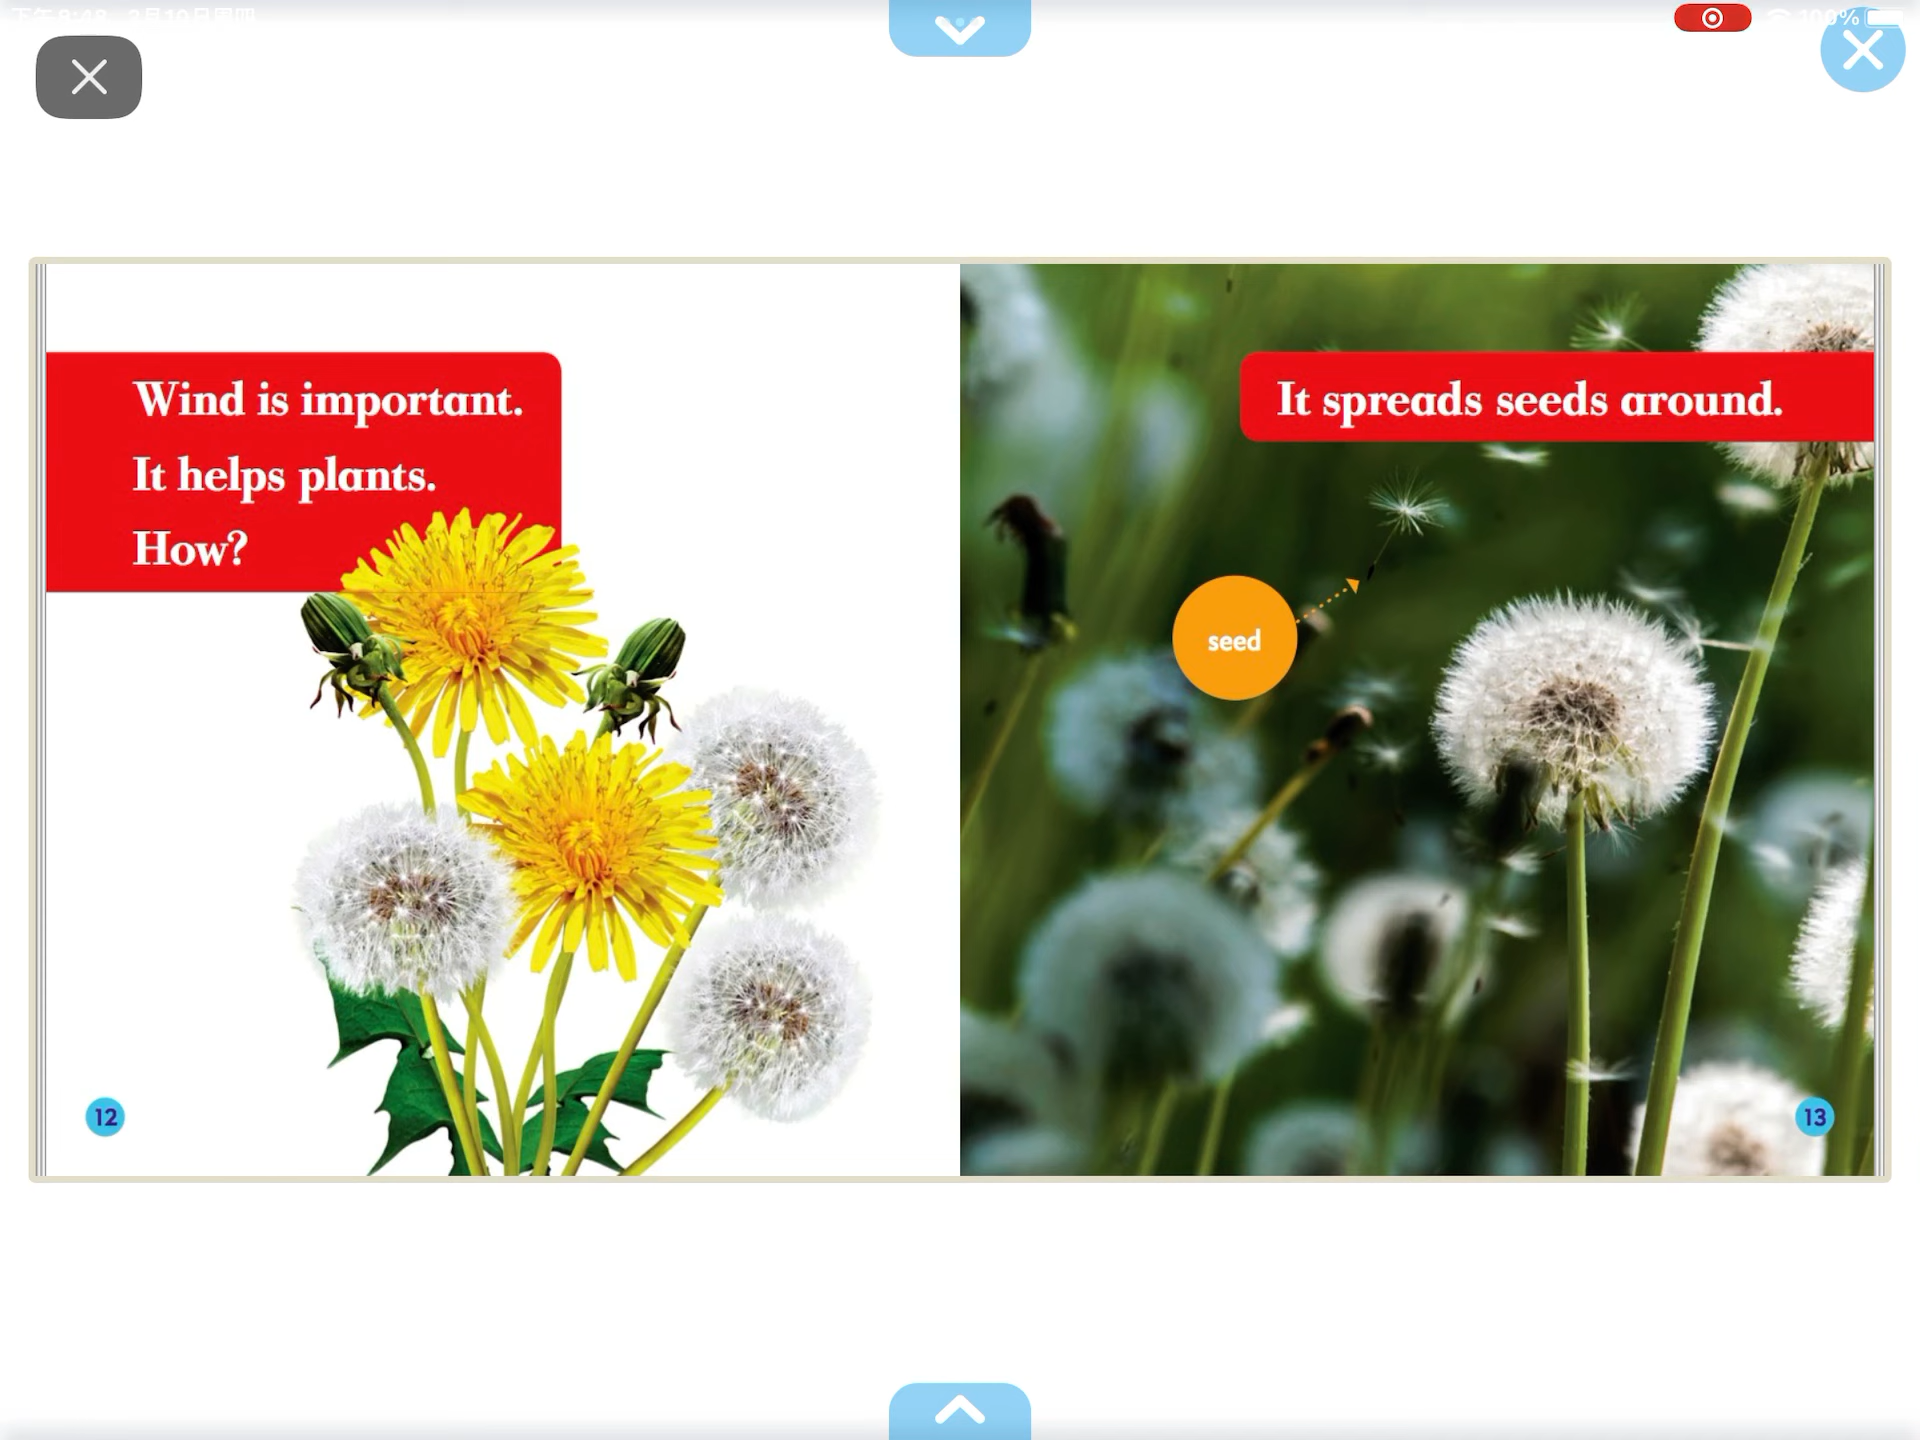 Wind is important.
It helps plants.
How?
It spreads seeds around.
seed
12
13